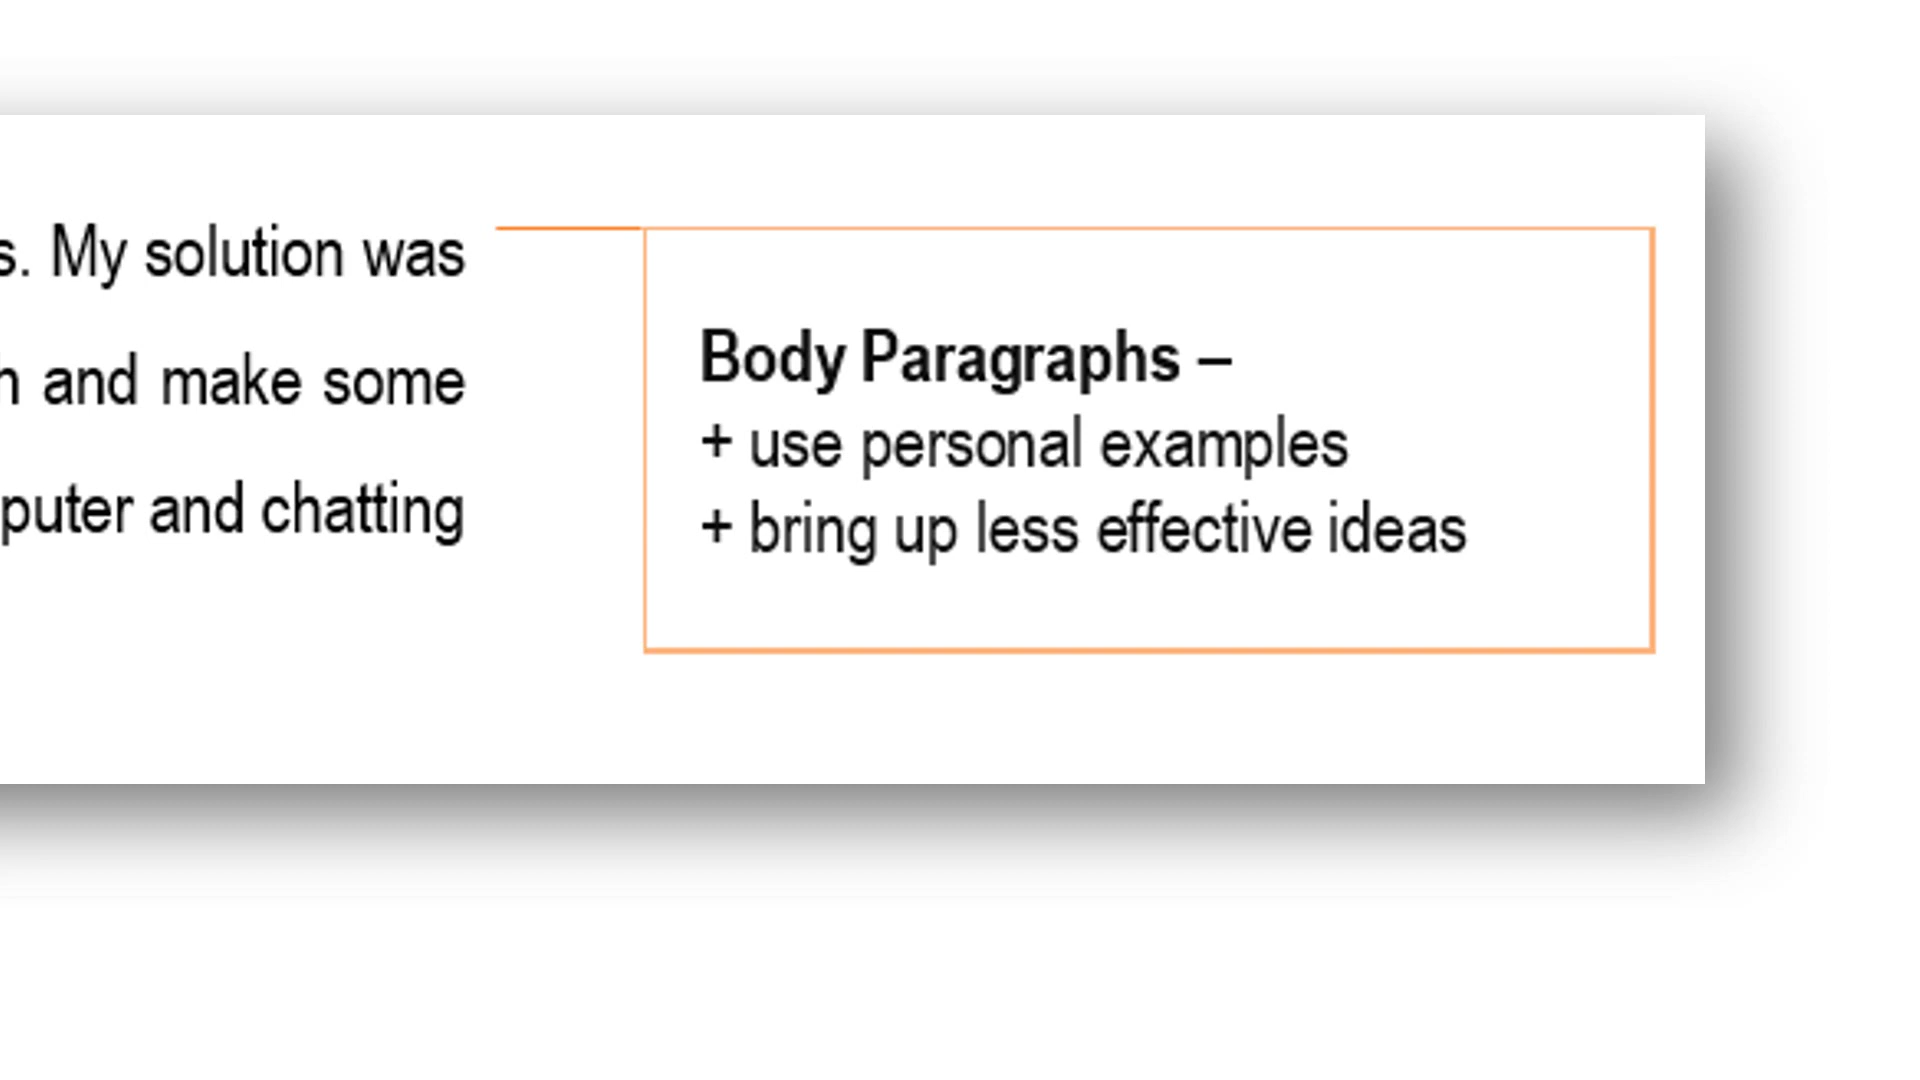 s. My solution was
and make some
puter and chatting
Body Paragraphs –
+ use personal examples
+ bring up less effective ideas